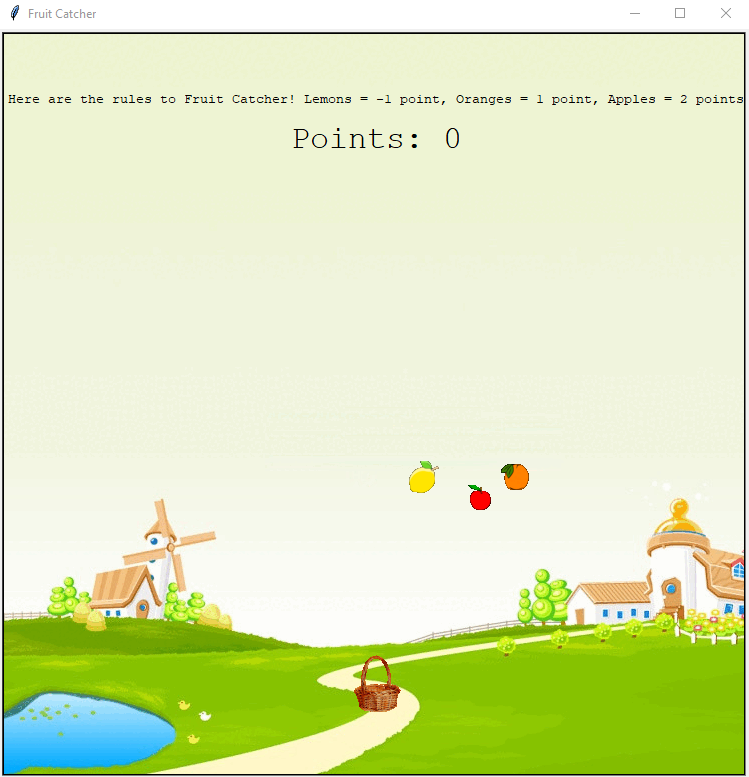 Fruit Catcher
Here are the rules to Fruit Catcher! Lemons = -1 point, Oranges = 1 point, Apples = 2 points
Points: 0